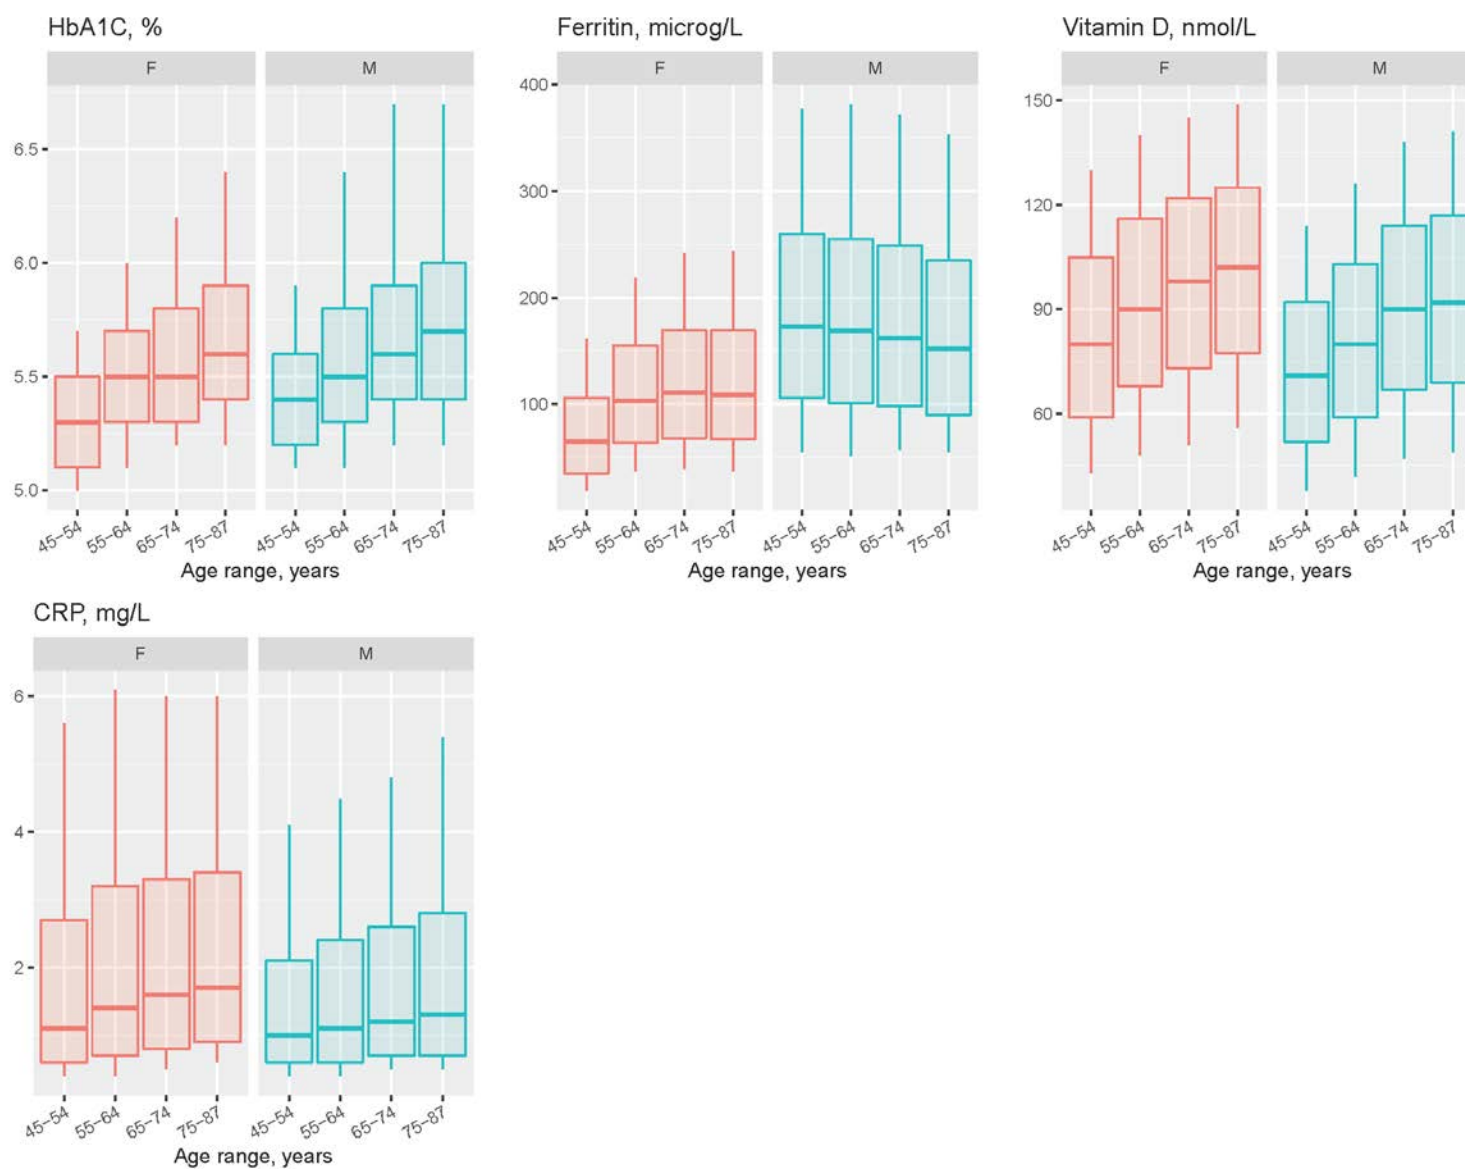 HbA1C, %
F
M
6.5
6.0
5.5
5.0
45–54
55–64
65–74
75–87
45–54
55–64
65–74
75–87
Age range, years
Ferritin, microg/L
F
M
400
300
200
100
45–54
55–64
65–74
75–87
45–54
55–64
65–74
75–87
Age range, years
Vitamin D, nmol/L
F
M
150
120
90
60
45–54
55–64
65–74
75–87
45–54
55–64
65–74
75–87
Age range, years
CRP, mg/L
F
M
6
4
2
45–54
55–64
65–74
75–87
45–54
55–64
65–74
75–87
Age range, years